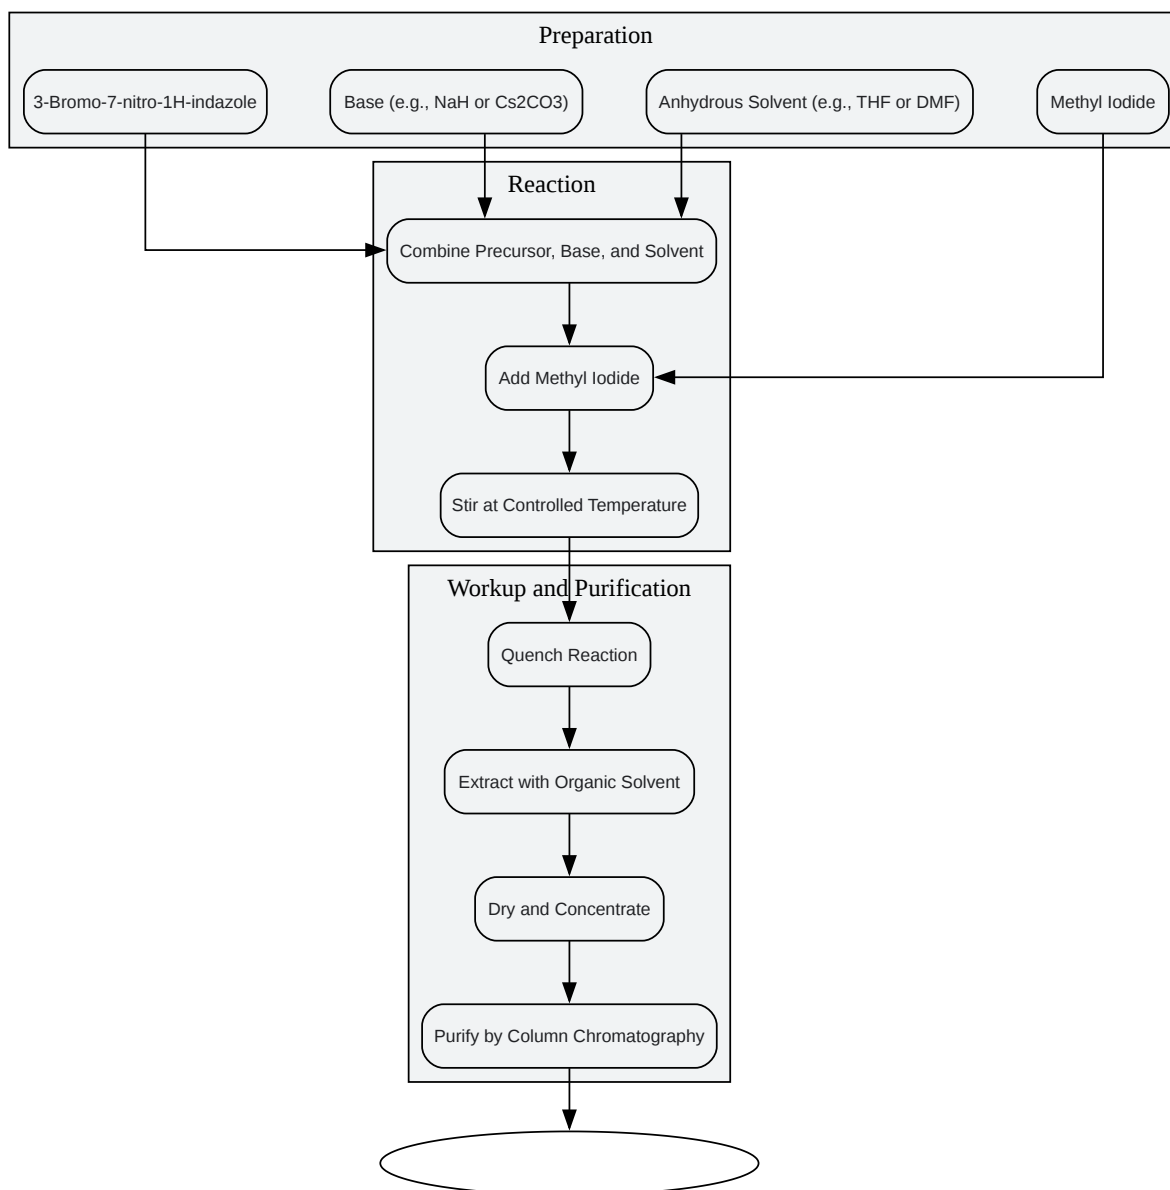 Preparation
3-Bromo-7-nitro-1H-indazole
Base (e.g., NaH or Cs2CO3)
Anhydrous Solvent (e.g., THF or DMF)
Methyl Iodide
Reaction
Combine Precursor, Base, and Solvent
Add Methyl Iodide
Stir at Controlled Temperature
Workup and Purification
Quench Reaction
Extract with Organic Solvent
Dry and Concentrate
Purify by Column Chromatography